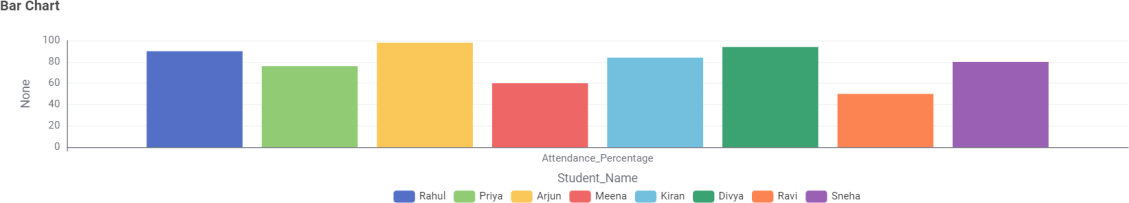 Bar Chart
100
80
60
40
20
0
None
Attendance_Percentage
Student_Name
Rahul Priya Arjun Meena Kiran Divya Ravi Sneha